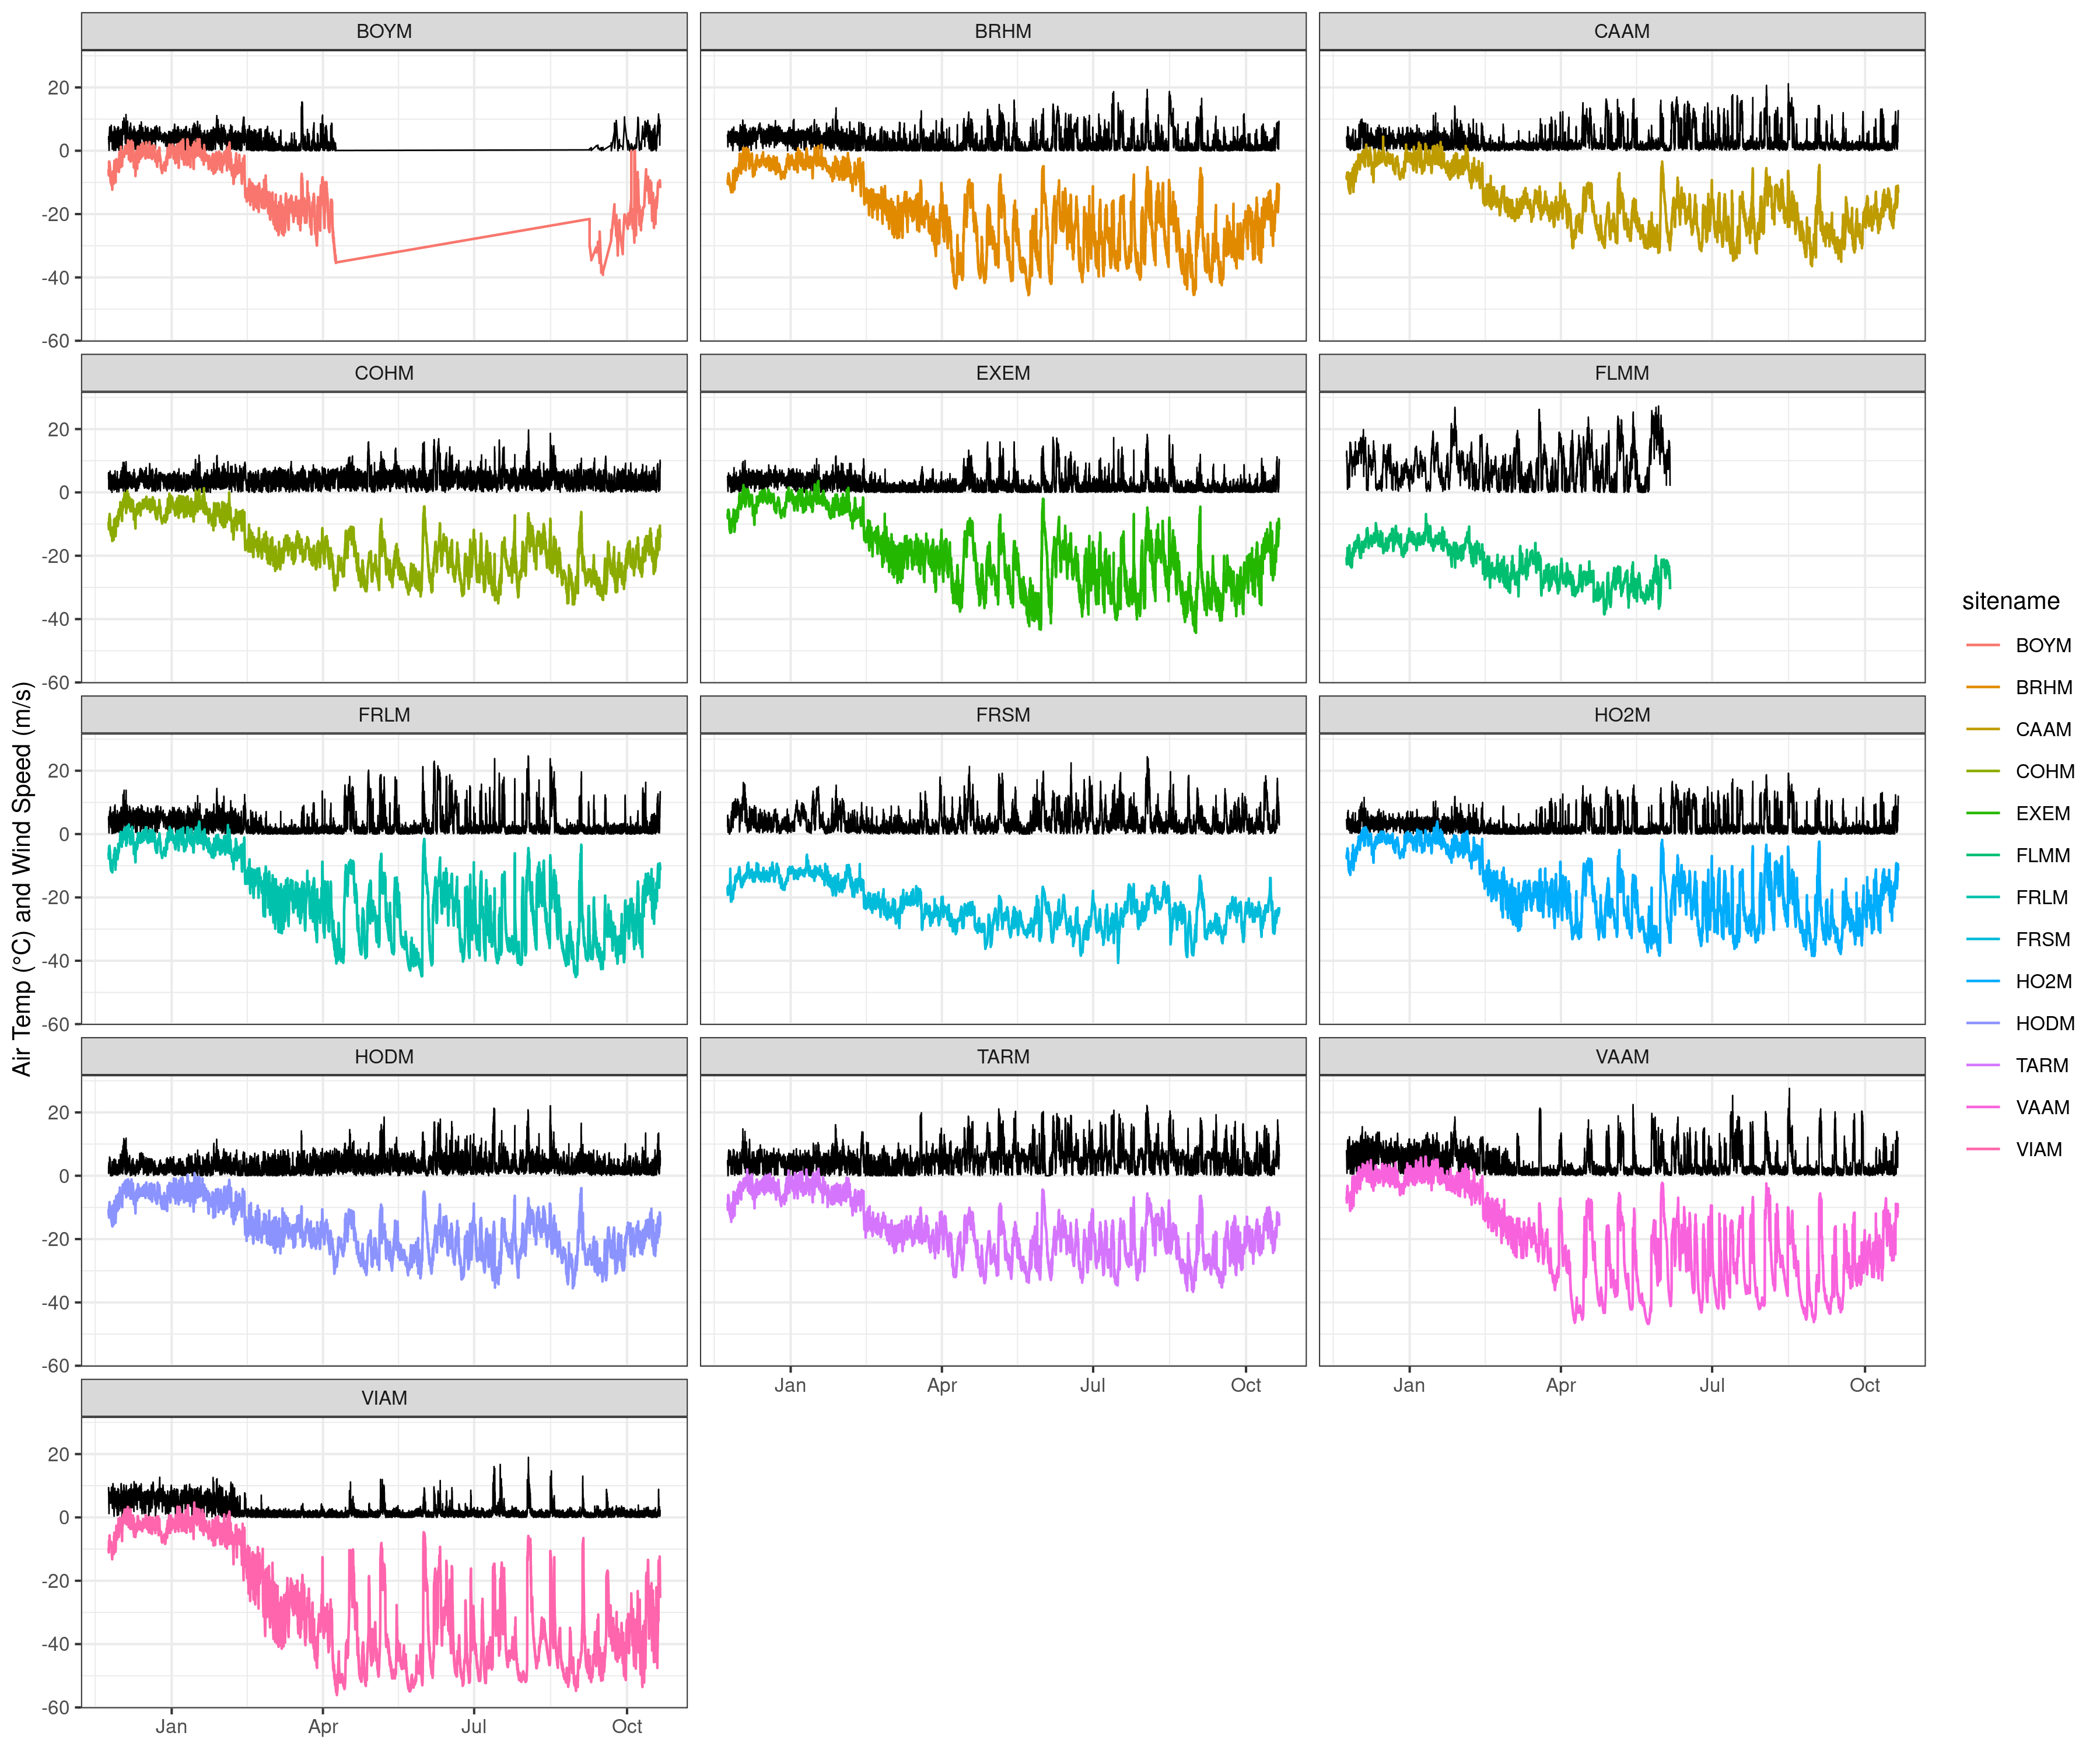 BOYM BRHM CAAM
20
0
-20
-40
-60
COHM EXEM FLMM
20
0
-20
-40
-60
FRLM FRSM HO2M
20
0
-20
-40
-60
HODM TARM VAAM
20
0
-20
-40
-60
Jan Apr Jul Oct Jan Apr Jul Oct
VIAM
20
0
-20
-40
-60
Jan Apr Jul Oct
Air Temp (°C) and Wind Speed (m/s)
sitename
BOYM
BRHM
CAAM
COHM
EXEM
FLMM
FRLM
FRSM
HO2M
HODM
TARM
VAAM
VIAM